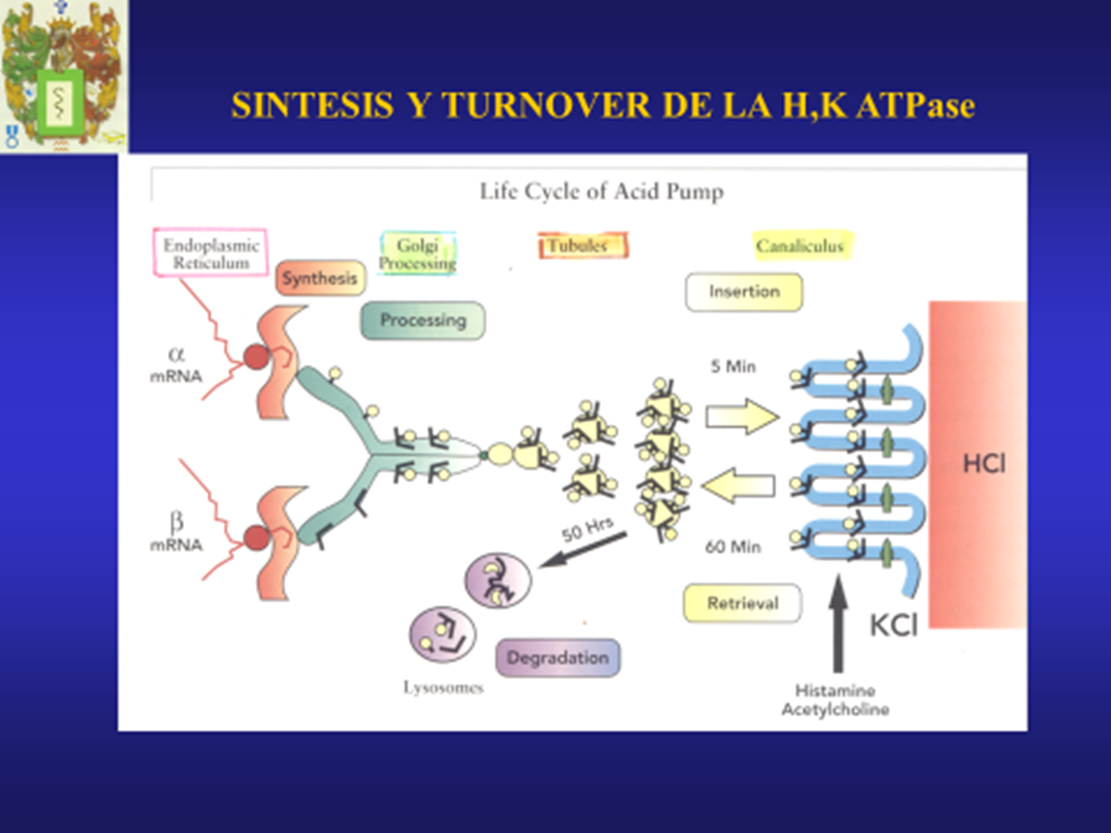 SINTESIS Y TURNOVER DE LA H,K ATPase
Life Cycle of Acid Pump
Endoplasmic
Reticulum
Golgi
Processing
Tubules
Canaliculus
Synthesis
Processing
Insertion
α
mRNA
5 Min
HCl
β
mRNA
50 Hrs
60 Min
Retrieval
KCl
Degradation
Lysosomes
Histamine
Acetylcholine